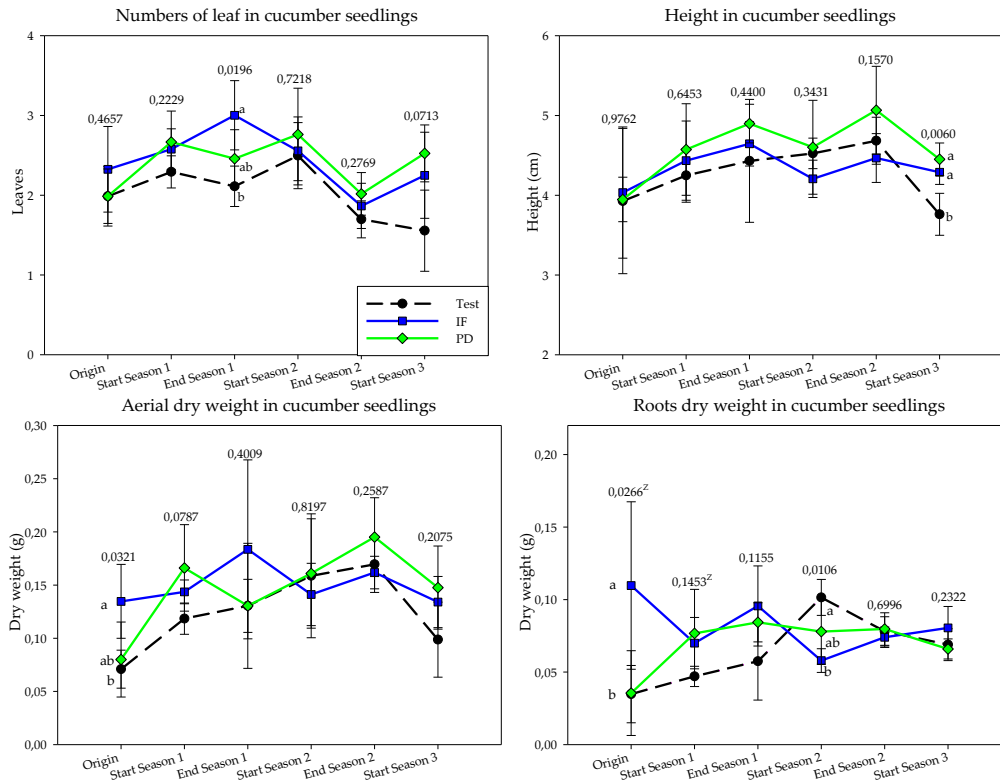 Numbers of leaf in cucumber seedlings
Leaves
4
3
2
1
0
0,4657
0,2229
0,0196
0,7218
0,2769
0,0713
a
ab
b
Test
IF
PD
Origin
Start Season 1
End Season 1
Start Season 2
End Season 2
Start Season 3
Height in cucumber seedlings
Height (cm)
6
5
4
3
2
0,9762
0,6453
0,4400
0,3431
0,1570
0,0060
a
a
b
Origin
Start Season 1
End Season 1
Start Season 2
End Season 2
Start Season 3
Aerial dry weight in cucumber seedlings
Dry weight (g)
0,30
0,25
0,20
0,15
0,10
0,05
0,00
0,0321
0,0787
0,4009
0,8197
0,2587
0,2075
a
ab
b
Origin
Start Season 1
End Season 1
Start Season 2
End Season 2
Start Season 3
Roots dry weight in cucumber seedlings
Dry weight (g)
0,20
0,15
0,10
0,05
0,00
0,0266z
0,1453z
0,1155
0,0106
0,6996
0,2322
a
b
a
ab
b
Origin
Start Season 1
End Season 1
Start Season 2
End Season 2
Start Season 3